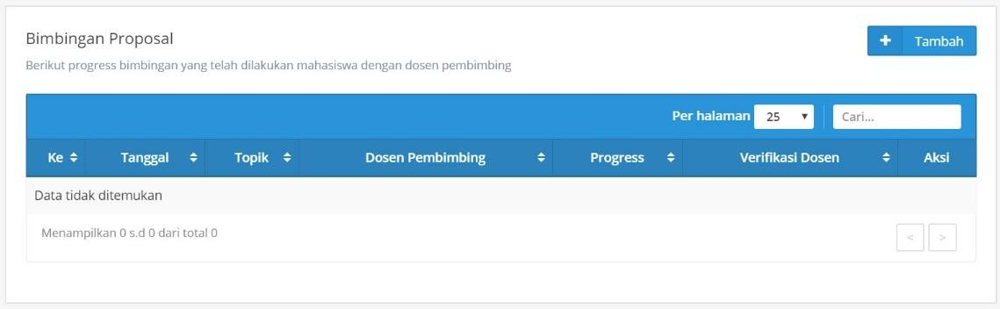 Bimbingan Proposal
+ Tambah
Berikut progress bimbingan yang telah dilakukan mahasiswa dengan dosen pembimbing
Per halaman 25 Cari...
Ke Tanggal Topik Dosen Pembimbing Progress Verifikasi Dosen Aksi
Data tidak ditemukan
Menampilkan 0 s.d 0 dari total 0
< >